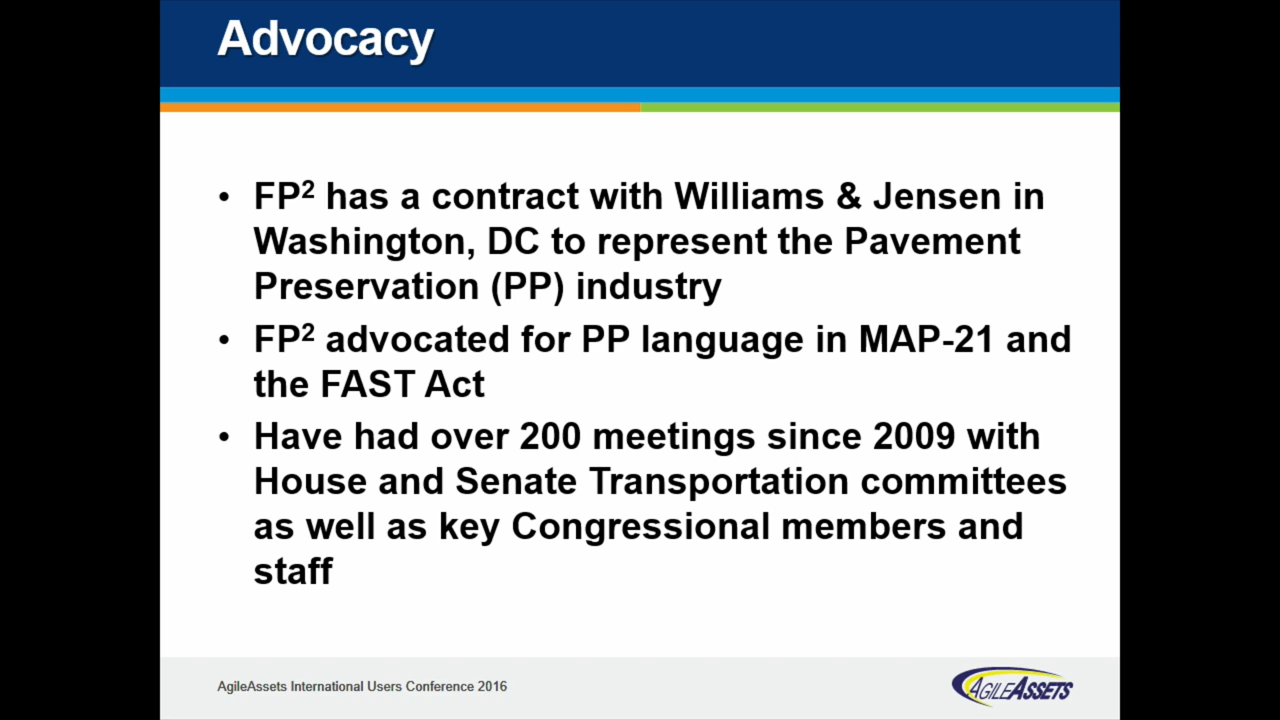 Advocacy
• FP² has a contract with Williams & Jensen in
Washington, DC to represent the Pavement
Preservation (PP) industry
• FP² advocated for PP language in MAP-21 and
the FAST Act
• Have had over 200 meetings since 2009 with
House and Senate Transportation committees
as well as key Congressional members and
staff
AgileAssets International Users Conference 2016
AGILEASSETS